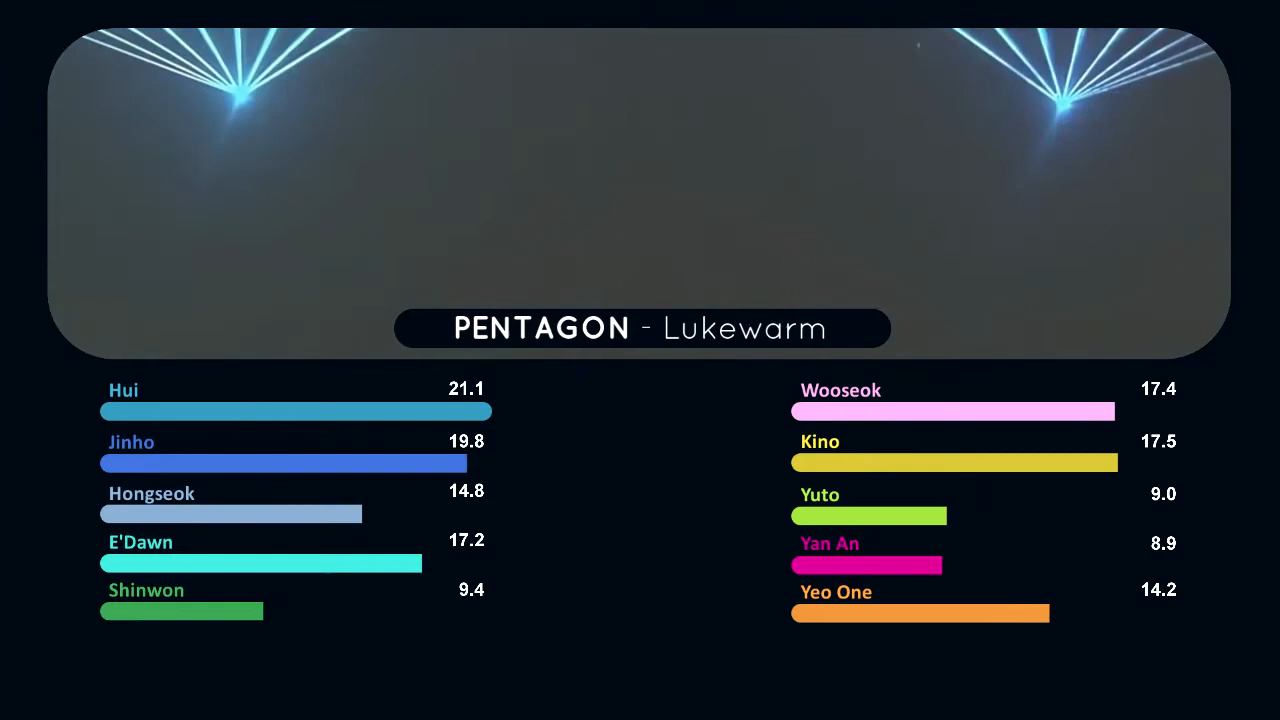 PENTAGON - Lukewarm
Hui 21.1
Jinho 19.8
Hongseok 14.8
E'Dawn 17.2
Shinwon 9.4
Wooseok 17.4
Kino 17.5
Yuto 9.0
Yan An 8.9
Yeo One 14.2